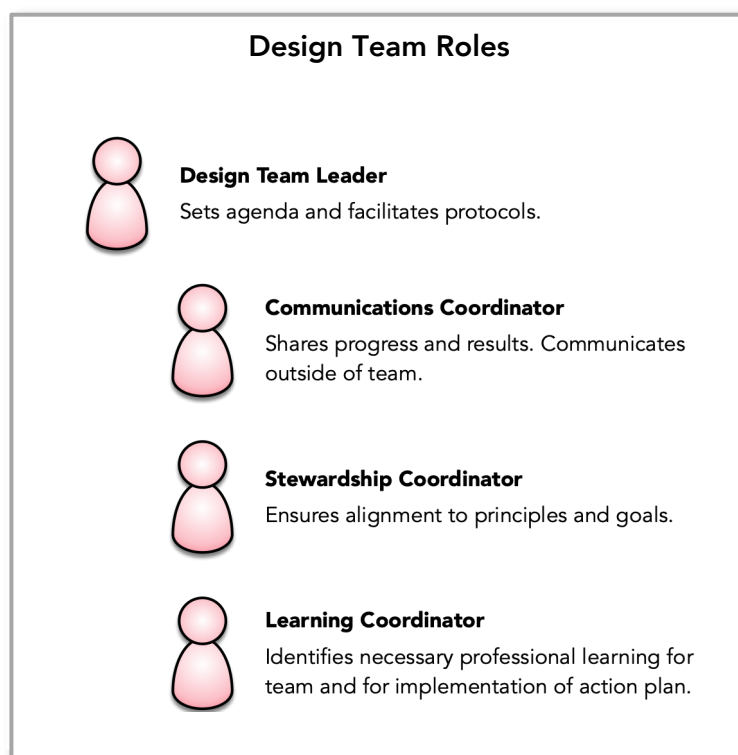 Design Team Roles
Design Team Leader
Sets agenda and facilitates protocols.
Communications Coordinator
Shares progress and results. Communicates
outside of team.
Stewardship Coordinator
Ensures alignment to principles and goals.
Learning Coordinator
Identifies necessary professional learning for
team and for implementation of action plan.